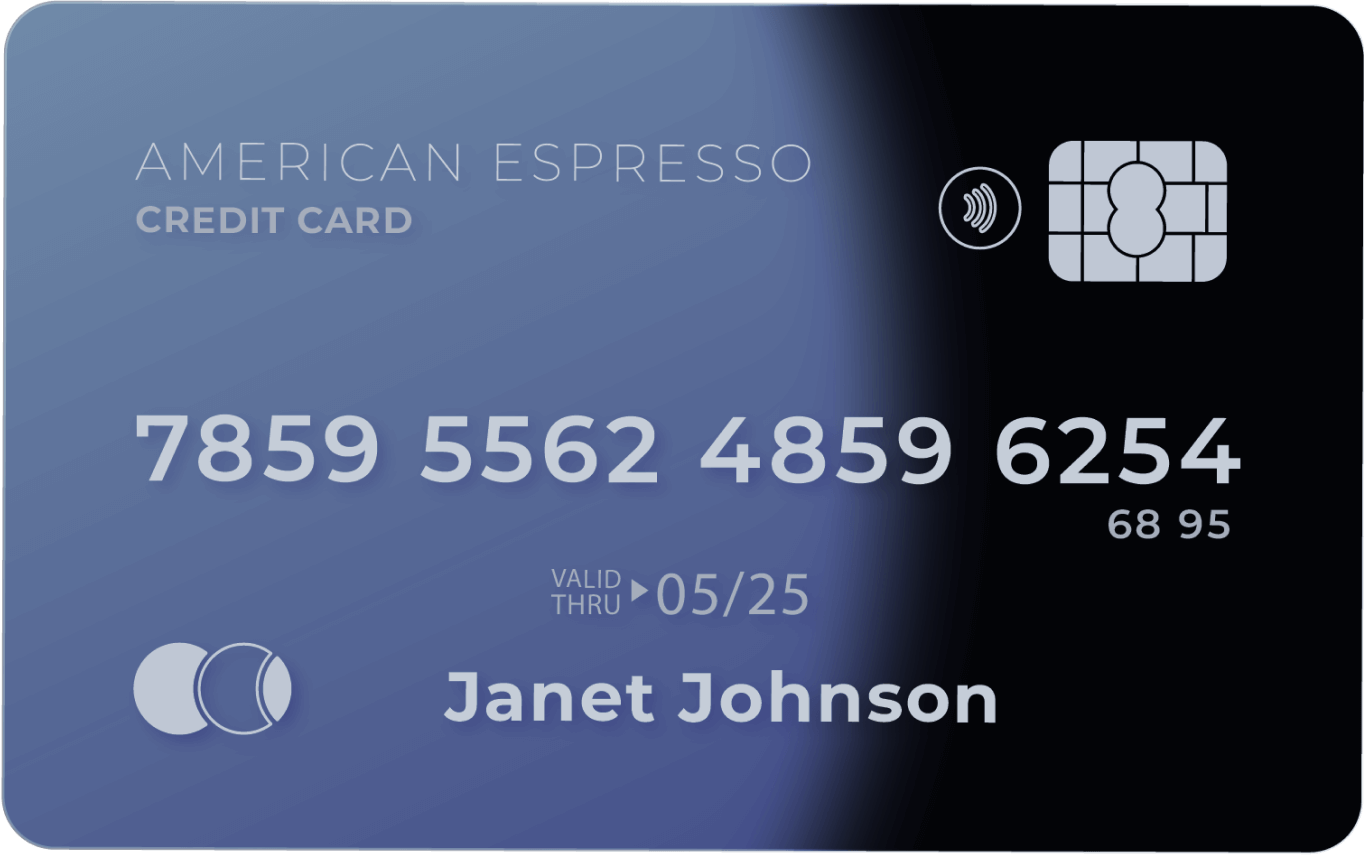 AMERICAN ESPRESSO
CREDIT CARD
7859 5562 4859 6254
68 95
VALID
THRU 05/25
Janet Johnson